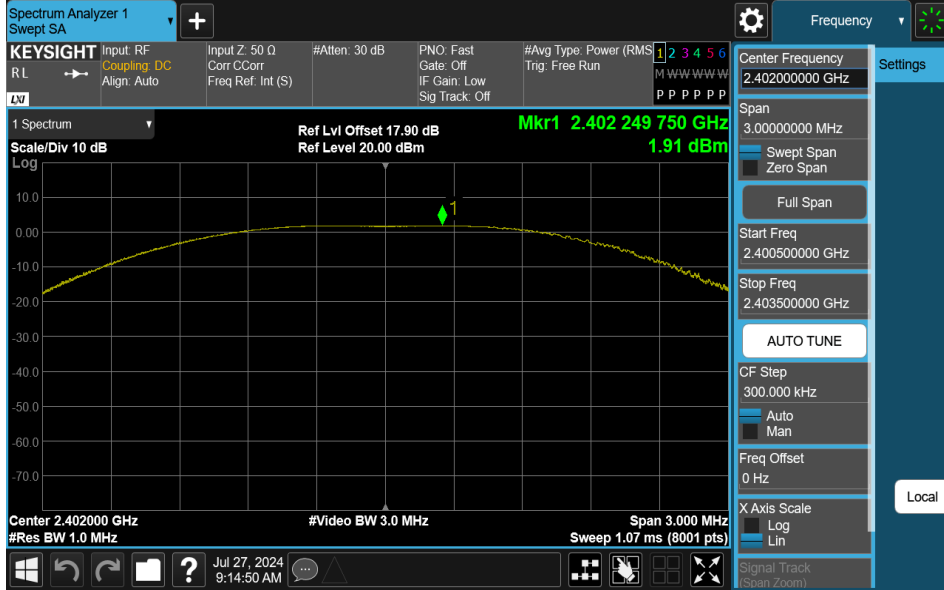 Spectrum Analyzer 1
Swept SA
+
Frequency
KEYSIGHT
R L
LXI
Input: RF
Coupling: DC
Align: Auto
Input Z: 50 Ω
Corr CCorr
Freq Ref: Int (S)
#Atten: 30 dB
PNO: Fast
Gate: Off
IF Gain: Low
Sig Track: Off
#Avg Type: Power (RMS
Trig: Free Run
1 2 3 4 5 6
M W W W W W
P P P P P P
1 Spectrum
Scale/Div 10 dB
Ref Lvl Offset 17.90 dB
Ref Level 20.00 dBm
Mkr1 2.402 249 750 GHz
1.91 dBm
Log
10.0
0.00
-10.0
-20.0
-30.0
-40.0
-50.0
-60.0
-70.0
1
Center 2.402000 GHz
#Res BW 1.0 MHz
#Video BW 3.0 MHz
Span 3.000 MHz
Sweep 1.07 ms (8001 pts)
Center Frequency
2.402000000 GHz
Span
3.00000000 MHz
Swept Span
Zero Span
Full Span
Start Freq
2.400500000 GHz
Stop Freq
2.403500000 GHz
AUTO TUNE
CF Step
300.000 kHz
Auto
Man
Freq Offset
0 Hz
X Axis Scale
Log
Lin
Signal Track
(Span Zoom)
Settings
Local
?
Jul 27, 2024
9:14:50 AM